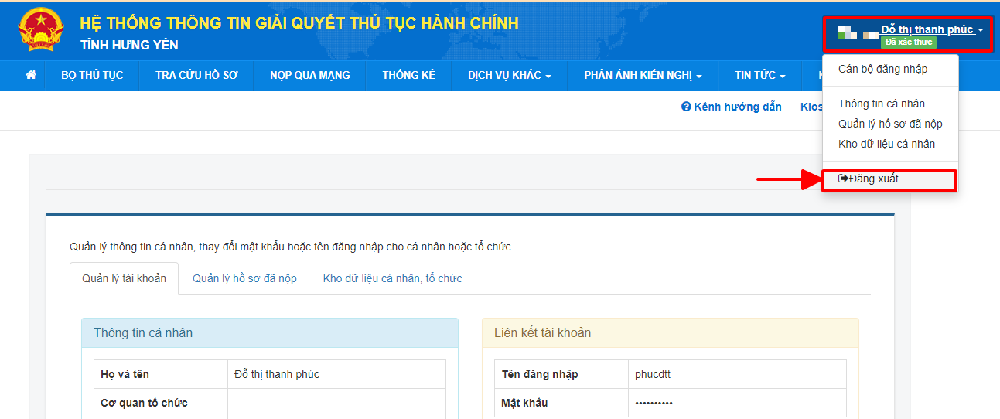 HỆ THỐNG THÔNG TIN GIẢI QUYẾT THỦ TỤC HÀNH CHÍNH
TỈNH HƯNG YÊN
Đỗ thị thanh phúc
Đã xác thực
BỘ THỦ TỤC
TRA CỨU HỒ SƠ
NỘP QUA MẠNG
THỐNG KÊ
DỊCH VỤ KHÁC
PHẢN ÁNH KIẾN NGHỊ
TIN TỨC
Cán bộ đăng nhập
Thông tin cá nhân
Quản lý hồ sơ đã nộp
Kho dữ liệu cá nhân
Đăng xuất
Kênh hướng dẫn
Quản lý thông tin cá nhân, thay đổi mật khẩu hoặc tên đăng nhập cho cá nhân hoặc tổ chức
Quản lý tài khoản
Quản lý hồ sơ đã nộp
Kho dữ liệu cá nhân, tổ chức
Thông tin cá nhân
Họ và tên
Đỗ thị thanh phúc
Cơ quan tổ chức
Liên kết tài khoản
Tên đăng nhập
phucdtt
Mật khẩu
••••••••••